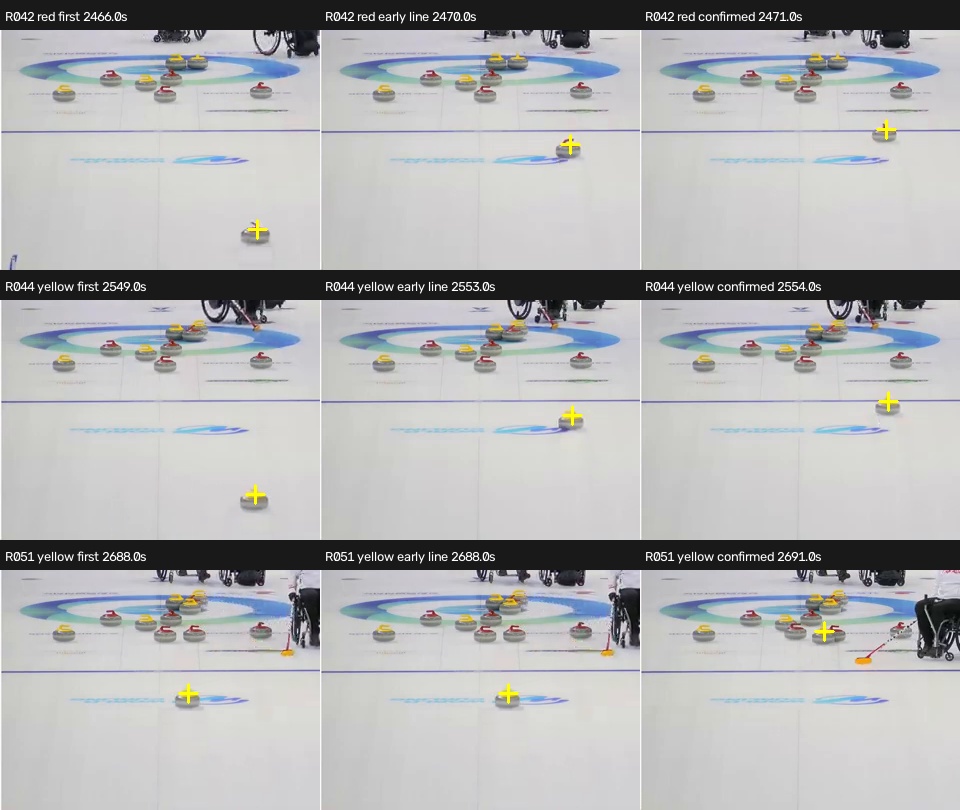 R042 red first 2466.0s
R042 red early line 2470.0s
R042 red confirmed 2471.0s
R044 yellow first 2549.0s
R044 yellow early line 2553.0s
R044 yellow confirmed 2554.0s
R051 yellow first 2688.0s
R051 yellow early line 2688.0s
R051 yellow confirmed 2691.0s